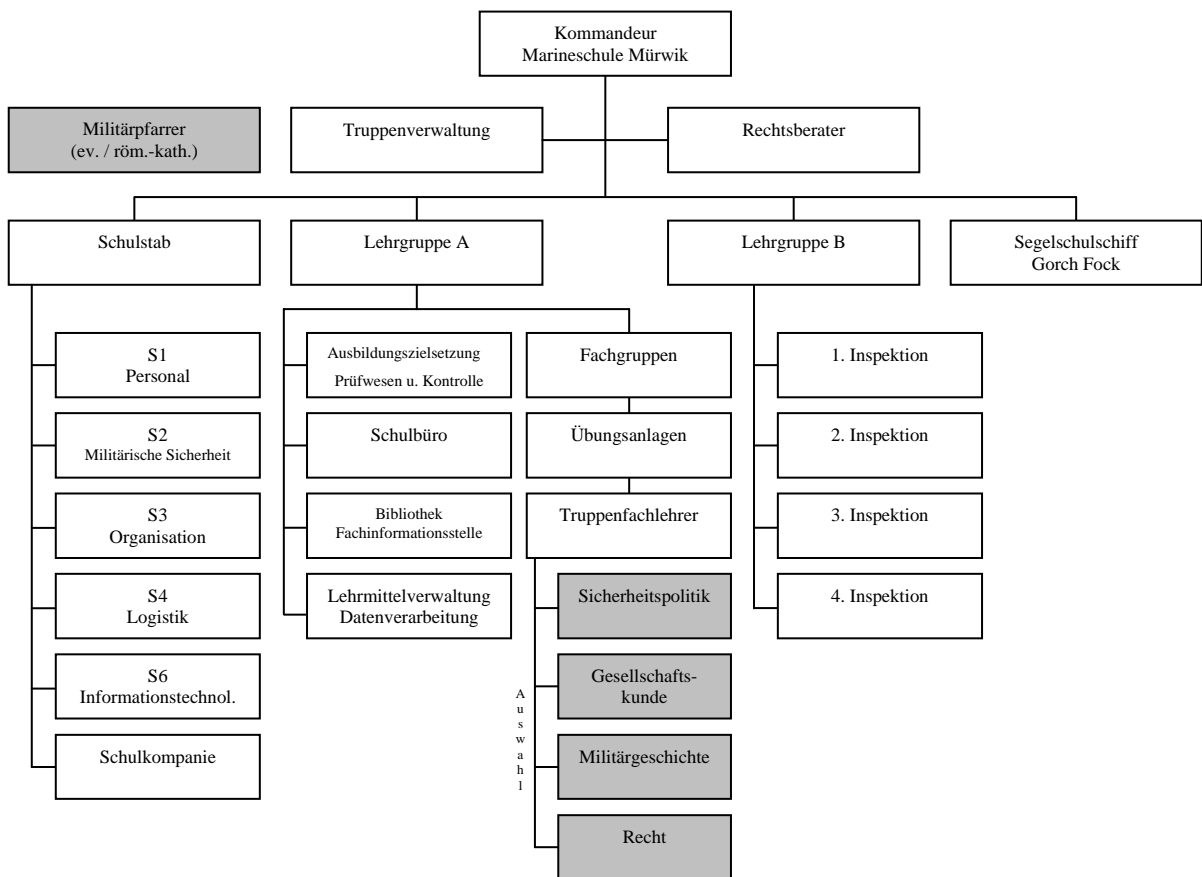 Kommandeur
Marineschule Mürwik
Militärpfarrer
(ev. / röm.-kath.)
Truppenverwaltung
Rechtsberater
Schulstab
Lehrgruppe A
Lehrgruppe B
Segelschulschiff
Gorch Fock
S1
Personal
S2
Militärische Sicherheit
S3
Organisation
S4
Logistik
S6
Informationstechnol.
Schulkompanie
Ausbildungszielsetzung
Prüfwesen u. Kontrolle
Schulbüro
Bibliothek
Fachinformationsstelle
Lehrmittelverwaltung
Datenverarbeitung
Fachgruppen
Übungsanlagen
Truppenfachlehrer
Auswahl
Sicherheitspolitik
Gesellschafts-
kunde
Militärgeschichte
Recht
1. Inspektion
2. Inspektion
3. Inspektion
4. Inspektion